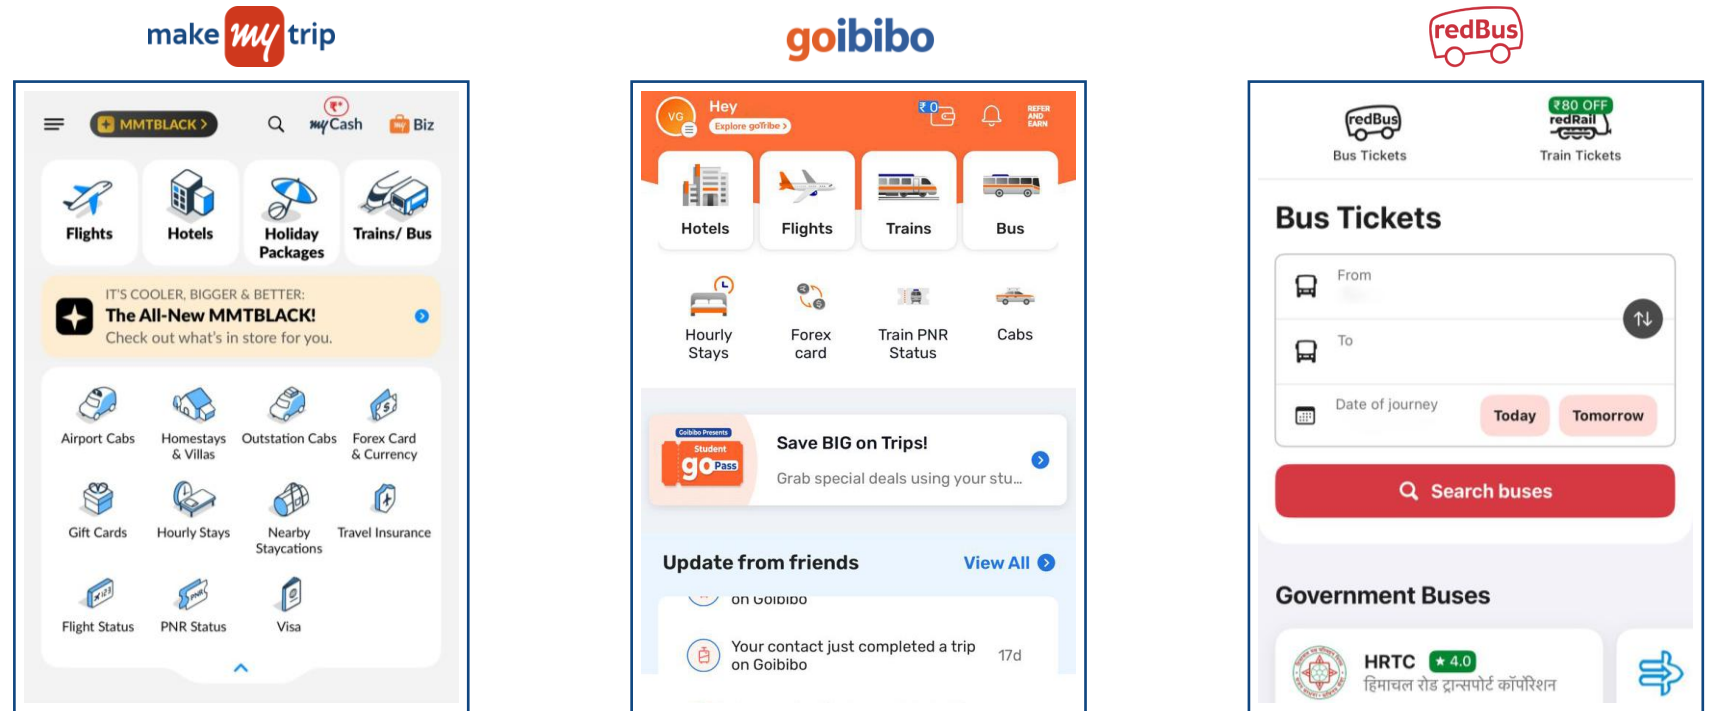 make my trip
MMTBLACK >
myCash
my Biz
Flights
Hotels
Holiday
Packages
Trains/ Bus
IT'S COOLER, BIGGER & BETTER:
The All-New MMTBLACK!
Check out what's in store for you.
Airport Cabs
Homestays
& Villas
Outstation Cabs
Forex Card
& Currency
Gift Cards
Hourly Stays
Nearby
Staycations
Travel Insurance
Flight Status
PNR
PNR Status
Visa
goibibo
VG
Hey
Explore goTribe >
₹ 0
REFER
AND
EARN
Hotels
Flights
Trains
Bus
Hourly
Stays
Forex
card
Train PNR
Status
Cabs
Goibibo Presents
Student
go Pass
Save BIG on Trips!
Grab special deals using your stu...
Update from friends
View All
on Goibibo
Your contact just completed a trip
on Goibibo
17d
redBus
redBus
Bus Tickets
₹80 OFF
redRail
Train Tickets
Bus Tickets
From
To
Date of journey
Today
Tomorrow
Search buses
Government Buses
HRTC
★ 4.0
हिमाचल रोड ट्रान्सपोर्ट कॉर्पोरेशन